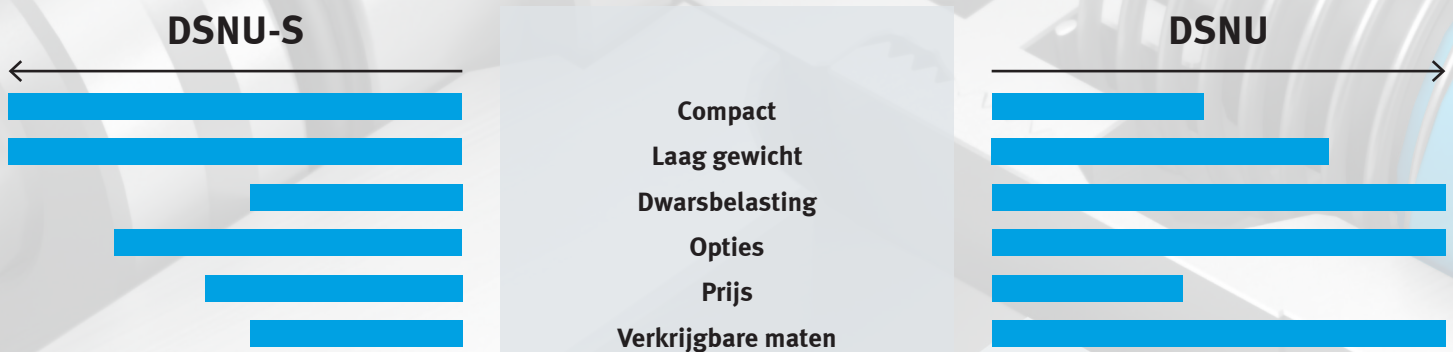 DSNU-S
DSNU
Compact
Laag gewicht
Dwarsbelasting
Opties
Prijs
Verkrijgbare maten